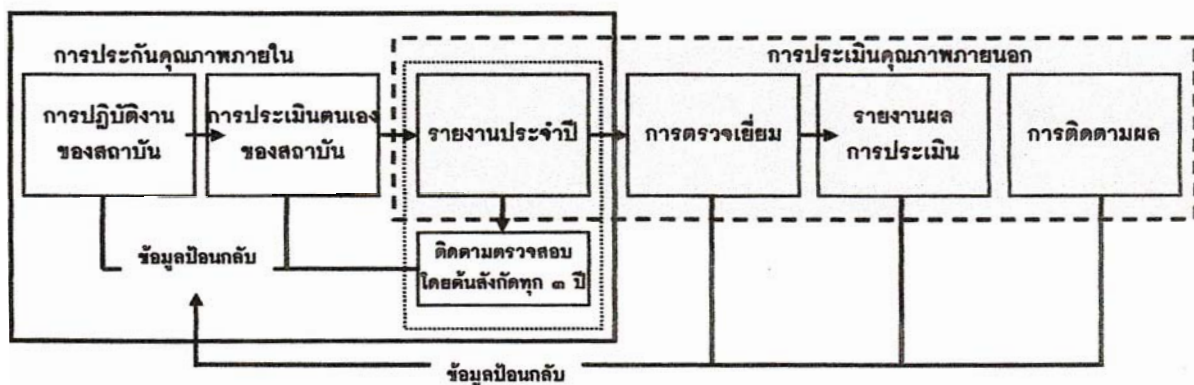 การประกันคุณภาพภายใน
การประเมินคุณภาพภายนอก
การปฏิบัติงาน
ของสถาบัน
การประเมินตนเอง
ของสถาบัน
รายงานประจำปี
การตรวจเยี่ยม
รายงานผล
การประเมิน
การติดตามผล
ข้อมูลป้อนกลับ
ติดตามตรวจสอบ
โดยต้นสังกัดทุก ๓ ปี
ข้อมูลป้อนกลับ